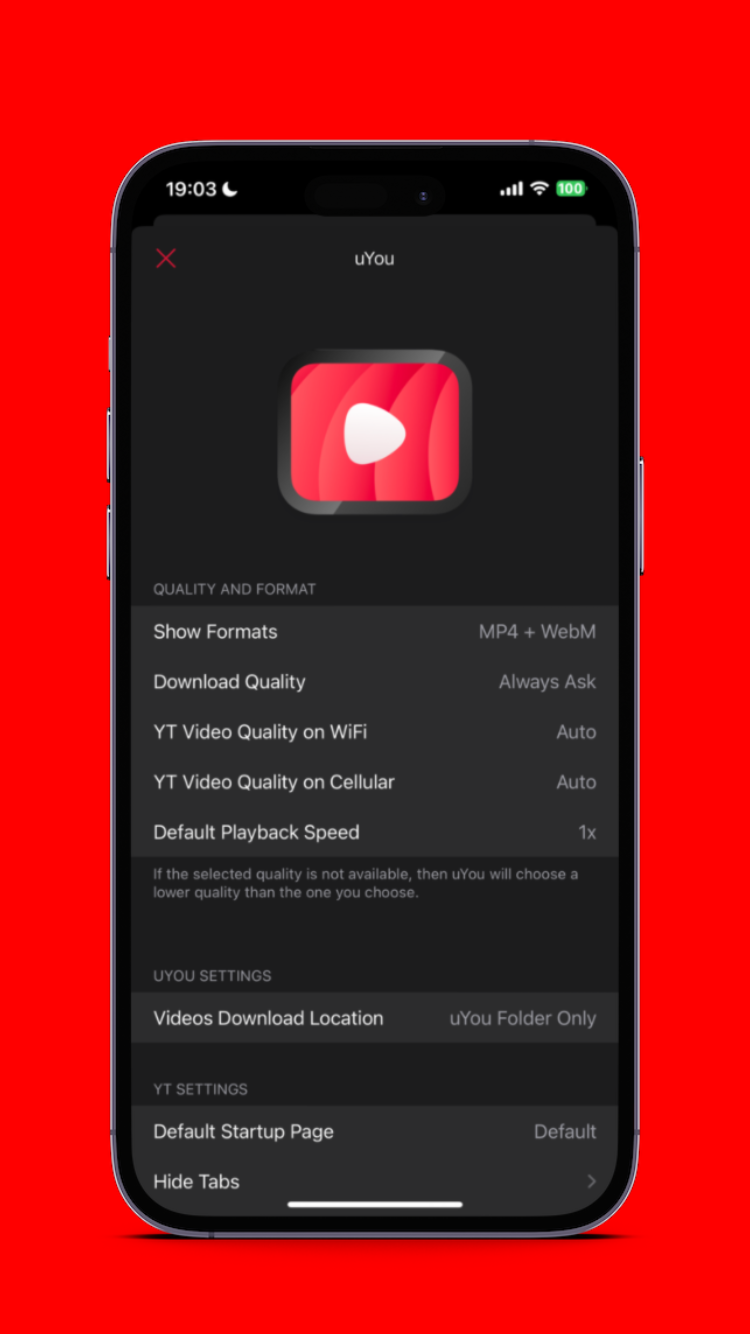 19:03
100
uYou
QUALITY AND FORMAT
Show Formats MP4 + WebM
Download Quality Always Ask
YT Video Quality on WiFi Auto
YT Video Quality on Cellular Auto
Default Playback Speed 1x
If the selected quality is not available, then uYou will choose a
lower quality than the one you choose.
UYOU SETTINGS
Videos Download Location uYou Folder Only
YT SETTINGS
Default Startup Page Default
Hide Tabs